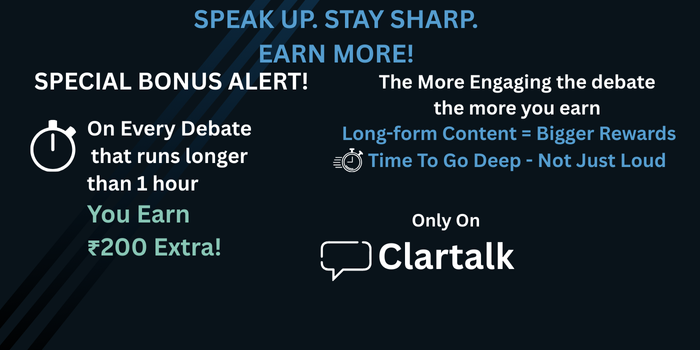 SPEAK UP. STAY SHARP.
EARN MORE!
SPECIAL BONUS ALERT!
On Every Debate
that runs longer
than 1 hour
You Earn
₹200 Extra!
The More Engaging the debate
the more you earn
Long-form Content = Bigger Rewards
Time To Go Deep - Not Just Loud
Only On
Clartalk